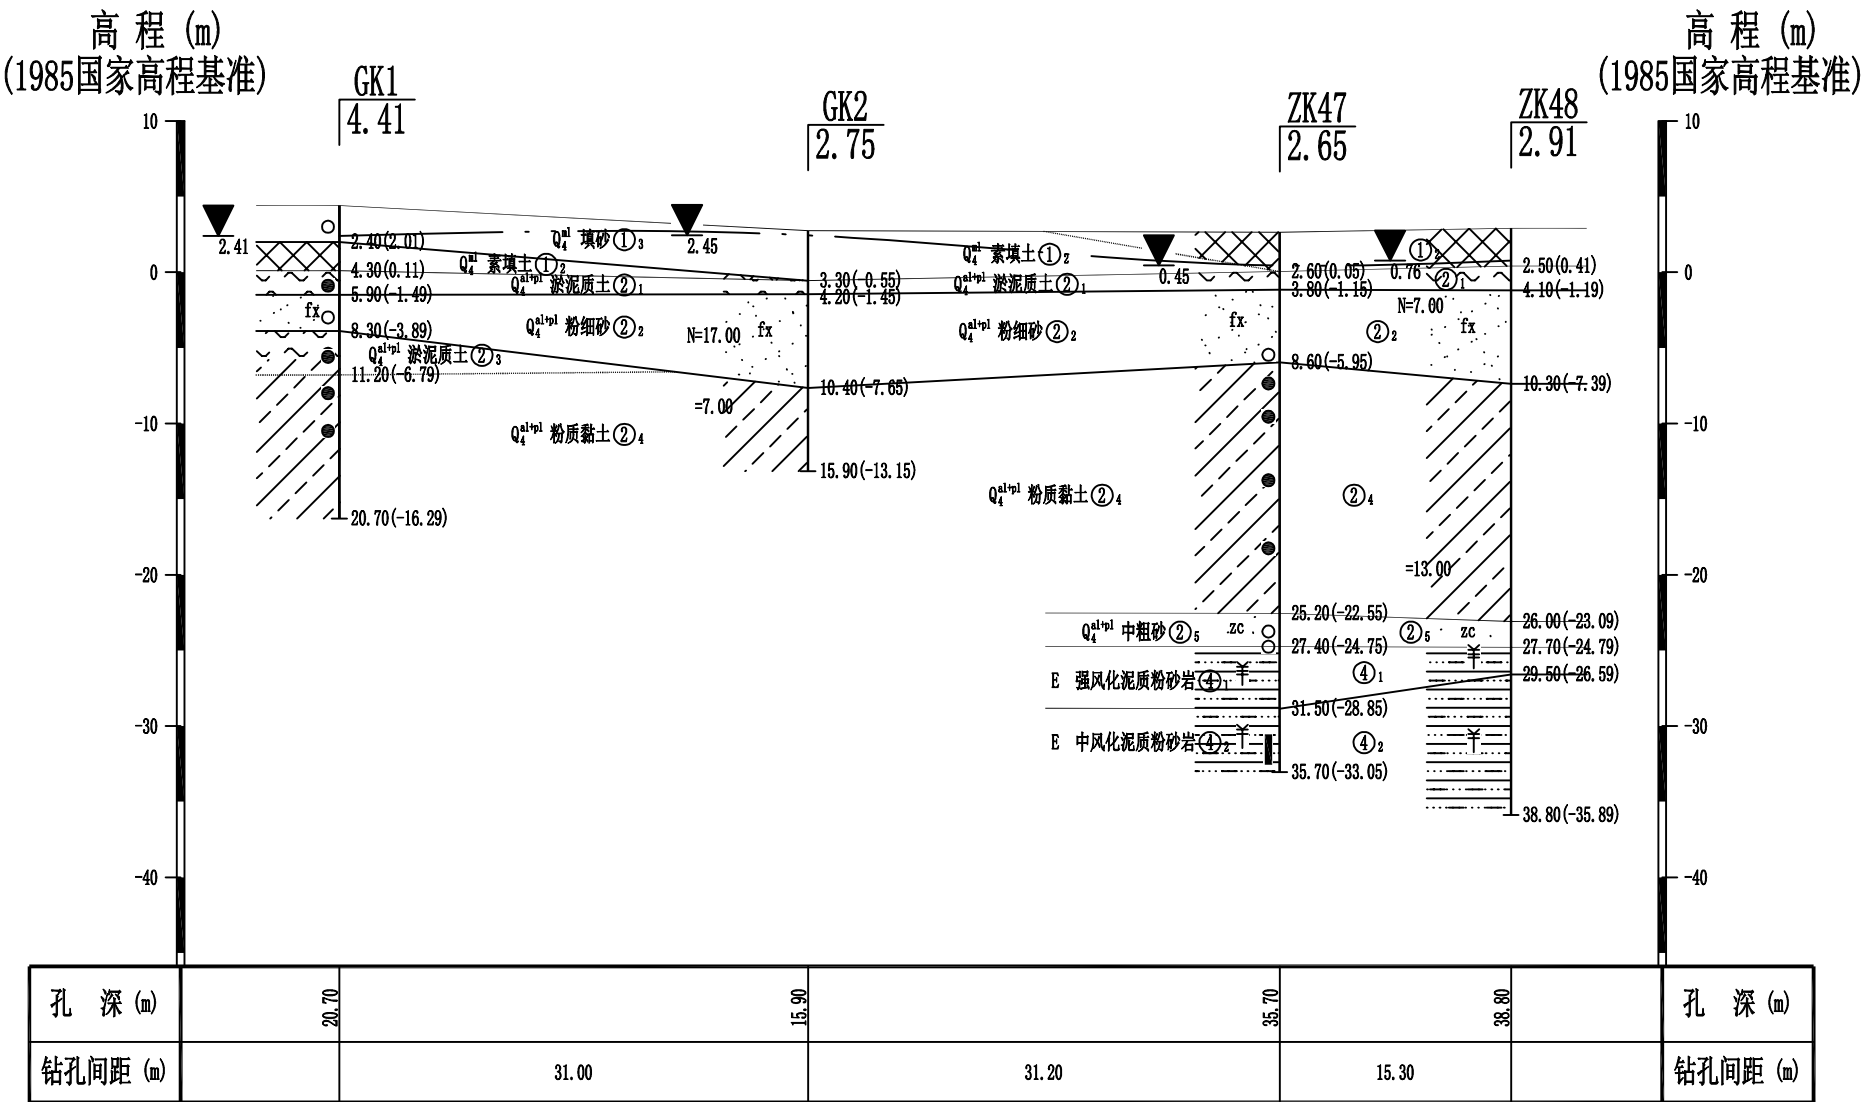 高 程 (m)
(1985国家高程基准)
高 程 (m)
(1985国家高程基准)
GK1
4.41
GK2
2.75
ZK47
2.65
ZK48
2.91
10
0
-10
-20
-30
-40
10
0
-10
-20
-30
-40
2.41
2.45
0.45
0.76
2.40(2.01)
4.30(0.11)
5.90(-1.49)
fx
8.30(-3.89)
11.20(-6.79)
20.70(-16.29)
Q4ml 填砂①3
Q4ml 素填土①2
Q4al+pl 淤泥质土②1
Q4al+pl 粉细砂②2
Q4al+pl 淤泥质土②3
Q4al+pl 粉质黏土②4
N=17.00
fx
=7.00
3.30(-0.55)
4.20(-1.45)
10.40(-7.65)
15.90(-13.15)
Q4ml 素填土①2
Q4al+pl 淤泥质土②1
Q4al+pl 粉细砂②2
Q4al+pl 粉质黏土②4
Q4al+pl 中粗砂②5
E 强风化泥质粉砂岩④1
E 中风化泥质粉砂岩④2
fx
zc
2.60(0.05)
3.80(-1.15)
8.60(-5.95)
25.20(-22.55)
27.40(-24.75)
31.50(-28.85)
35.70(-33.05)
①2
②1
N=7.00
②2
②4
=13.00
②5
④1
④2
fx
zc
2.50(0.41)
4.10(-1.19)
10.30(-7.39)
26.00(-23.09)
27.70(-24.79)
29.50(-26.59)
38.80(-35.89)
孔 深 (m) 20.70 15.90 35.70 38.80 孔 深 (m)
钻孔间距 (m) 31.00 31.20 15.30 钻孔间距 (m)